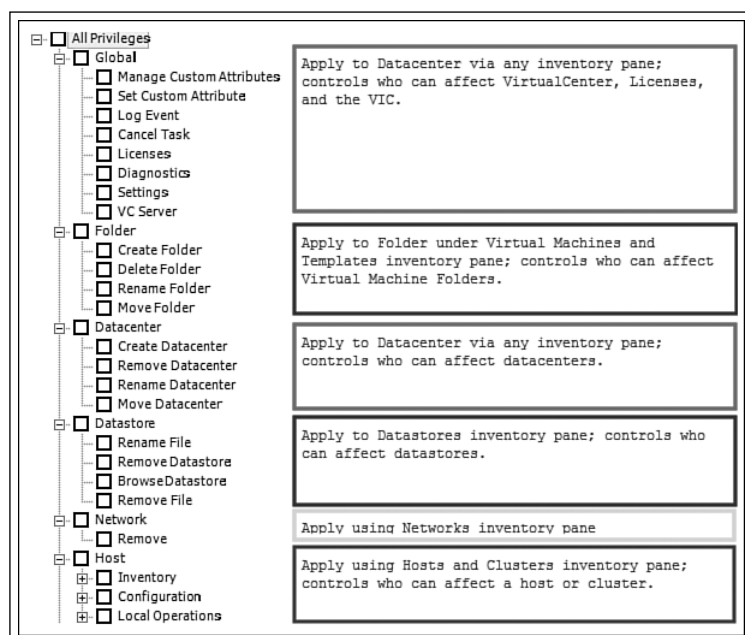 All Privileges
Global
Manage Custom Attributes
Set Custom Attribute
Log Event
Cancel Task
Licenses
Diagnostics
Settings
VC Server
Apply to Datacenter via any inventory pane;
controls who can affect VirtualCenter, Licenses,
and the VIC.
Folder
Create Folder
Delete Folder
Rename Folder
Move Folder
Apply to Folder under Virtual Machines and
Templates inventory pane; controls who can affect
Virtual Machine Folders.
Datacenter
Create Datacenter
Remove Datacenter
Rename Datacenter
Move Datacenter
Apply to Datacenter via any inventory pane;
controls who can affect datacenters.
Datastore
Rename File
Remove Datastore
Browse Datastore
Remove File
Apply to Datastores inventory pane; controls who
can affect datastores.
Network
Remove
Apply using Networks inventory pane
Host
Inventory
Configuration
Local Operations
Apply using Hosts and Clusters inventory pane;
controls who can affect a host or cluster.